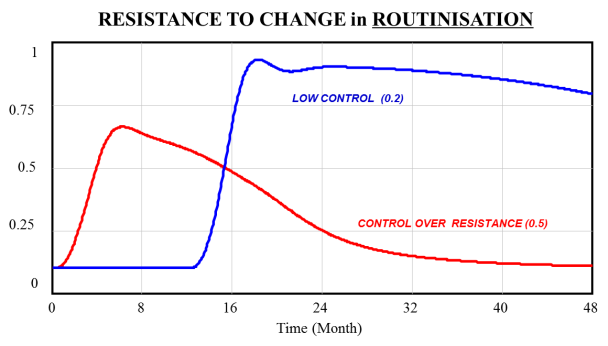 RESISTANCE TO CHANGE in ROUTINISATION
1
0.75
0.5
0.25
0
LOW CONTROL (0.2)
CONTROL OVER RESISTANCE (0.5)
0 8 16 24 32 40 48
Time (Month)